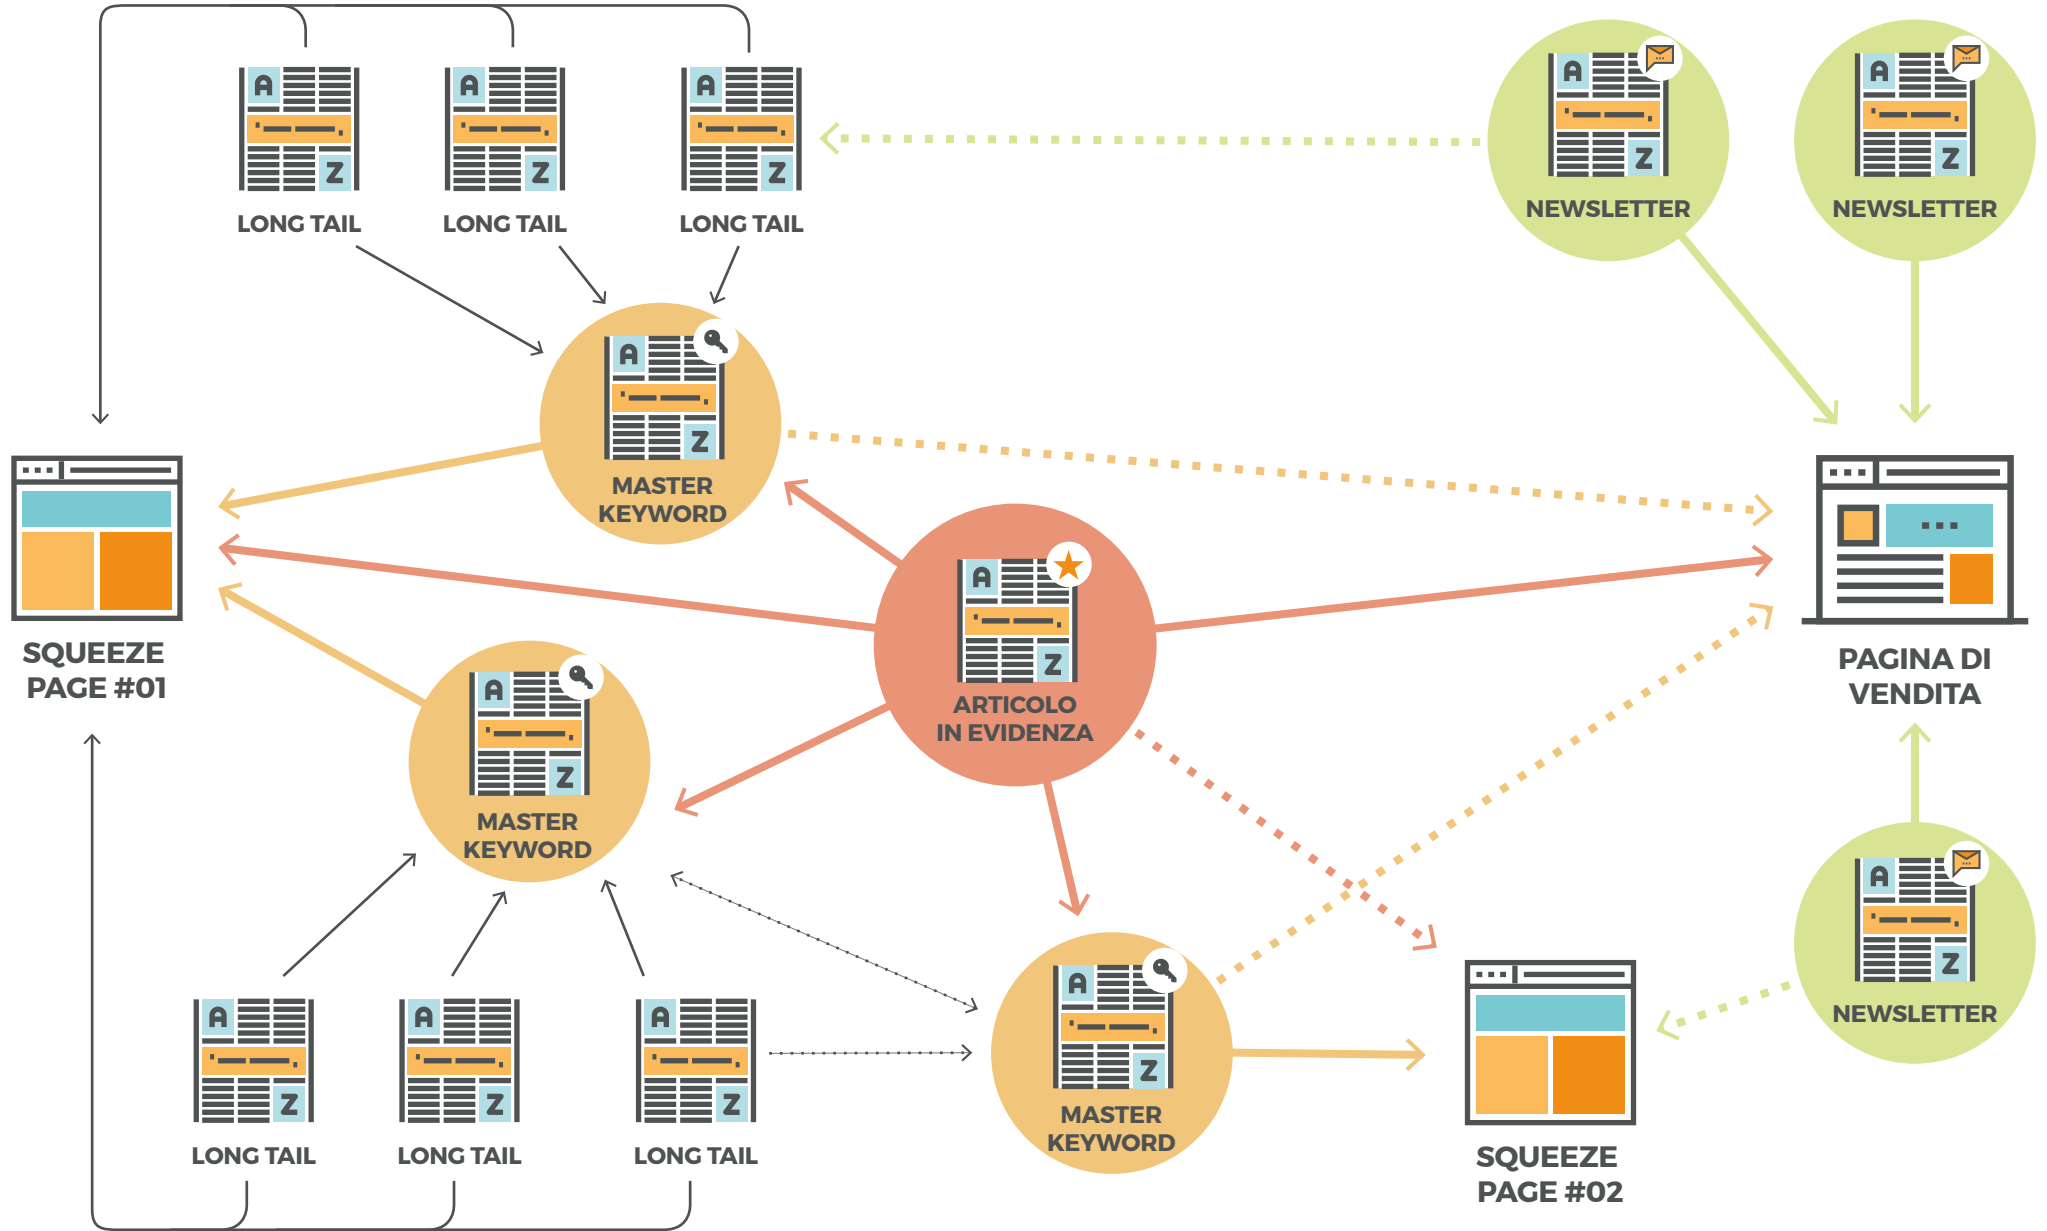 A
Z
LONG TAIL
A
Z
LONG TAIL
A
Z
LONG TAIL
A
Z
NEWSLETTER
A
Z
NEWSLETTER
A
Z
MASTER
KEYWORD
SQUEEZE
PAGE #01
A
Z
ARTICOLO
IN EVIDENZA
PAGINA DI
VENDITA
A
Z
MASTER
KEYWORD
A
Z
LONG TAIL
A
Z
LONG TAIL
A
Z
LONG TAIL
A
Z
MASTER
KEYWORD
SQUEEZE
PAGE #02
A
Z
NEWSLETTER